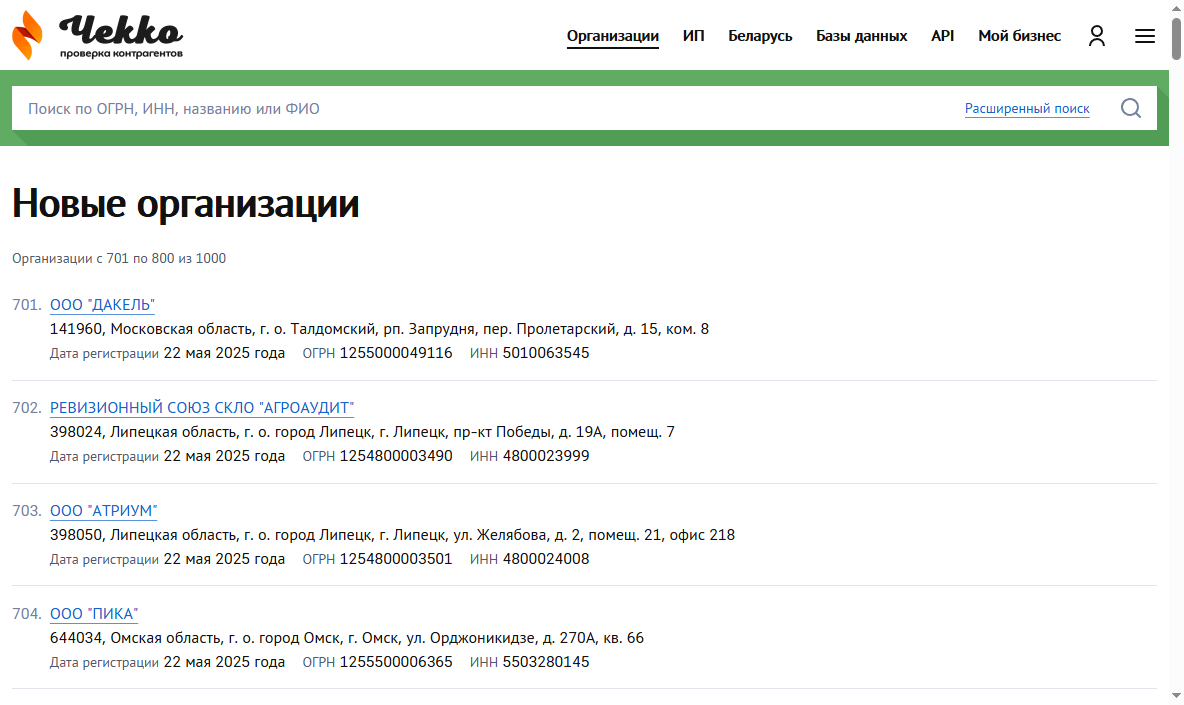 Чекко
проверка контрагентов
Организации ИП Беларусь Базы данных API Мой бизнес
Поиск по ОГРН, ИНН, названию или ФИО Расширенный поиск
Новые организации
Организации с 701 по 800 из 1000
701. ООО "ДАКЕЛЬ"
141960, Московская область, г. о. Талдомский, рп. Запрудня, пер. Пролетарский, д. 15, ком. 8
Дата регистрации 22 мая 2025 года ОГРН 1255000049116 ИНН 5010063545
702. РЕВИЗИОННЫЙ СОЮЗ СКЛО "АГРОАУДИТ"
398024, Липецкая область, г. о. город Липецк, г. Липецк, пр-кт Победы, д. 19А, помещ. 7
Дата регистрации 22 мая 2025 года ОГРН 1254800003490 ИНН 4800023999
703. ООО "АТРИУМ"
398050, Липецкая область, г. о. город Липецк, г. Липецк, ул. Желябова, д. 2, помещ. 21, офис 218
Дата регистрации 22 мая 2025 года ОГРН 1254800003501 ИНН 4800024008
704. ООО "ПИКА"
644034, Омская область, г. о. город Омск, г. Омск, ул. Орджоникидзе, д. 270А, кв. 66
Дата регистрации 22 мая 2025 года ОГРН 1255500006365 ИНН 5503280145